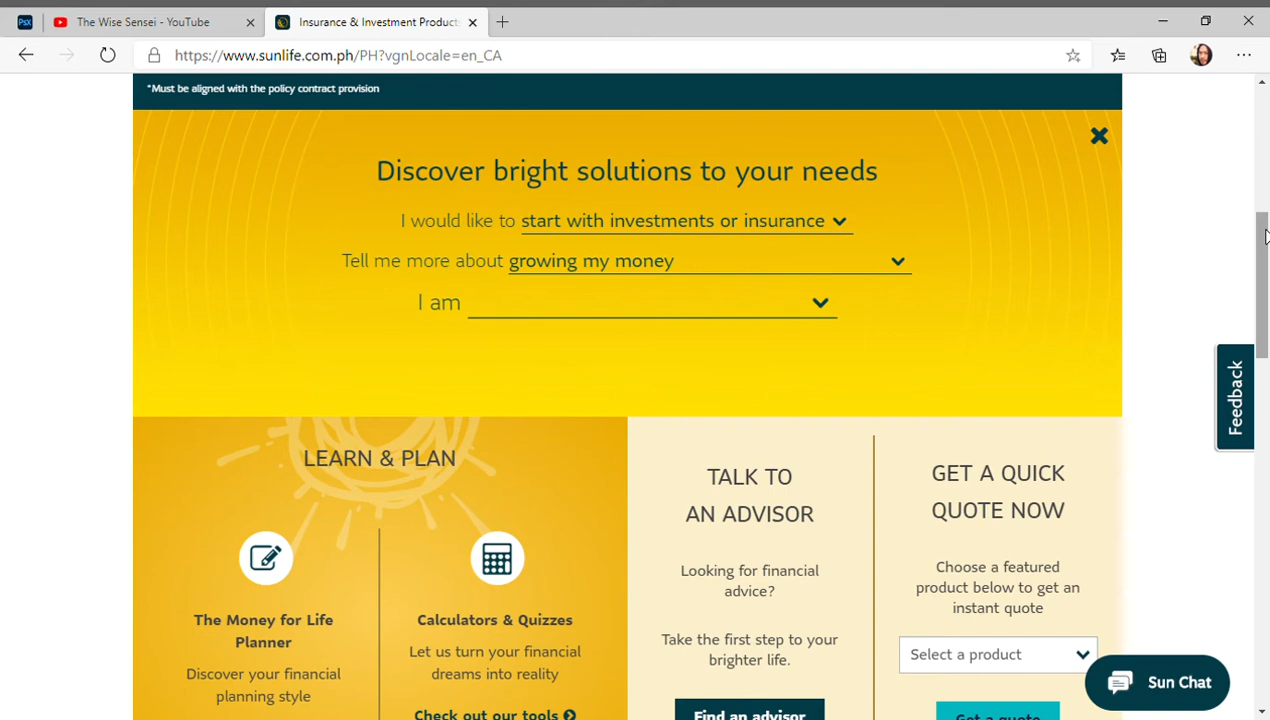 PsX
The Wise Sensei - YouTube
Insurance & Investment Products
https://www.sunlife.com.ph/PH?vgnLocale=en_CA
*Must be aligned with the policy contract provision
Discover bright solutions to your needs
I would like to start with investments or insurance
Tell me more about growing my money
I am
Feedback
LEARN & PLAN
The Money for Life
Planner
Discover your financial
planning style
Calculators & Quizzes
Let us turn your financial
dreams into reality
Check out our tools
TALK TO
AN ADVISOR
Looking for financial
advice?
Take the first step to your
brighter life.
Find an advisor
GET A QUICK
QUOTE NOW
Choose a featured
product below to get an
instant quote
Select a product
Get a quote
Sun Chat